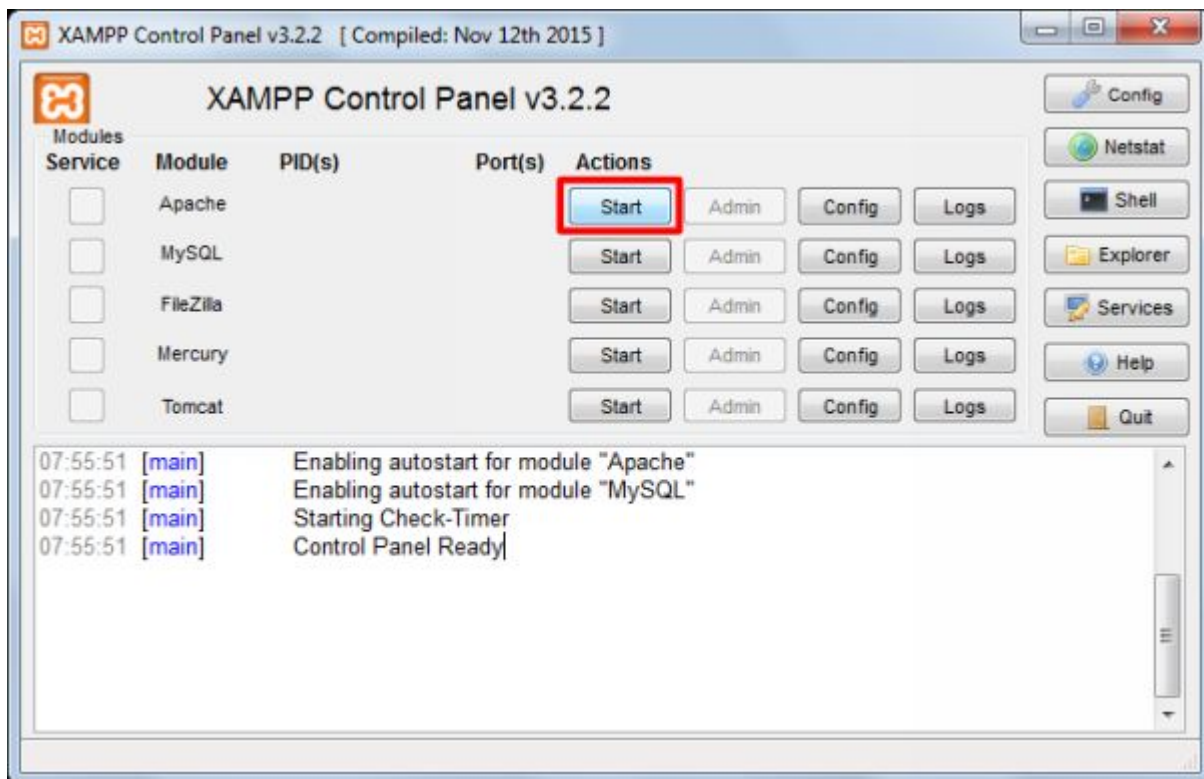 XAMPP Control Panel v3.2.2 [ Compiled: Nov 12th 2015 ]
XAMPP Control Panel v3.2.2
Config
Modules
Service Module PID(s) Port(s) Actions
Netstat
Apache Start Admin Config Logs
Shell
MySQL Start Admin Config Logs
Explorer
FileZilla Start Admin Config Logs
Services
Mercury Start Admin Config Logs
Help
Tomcat Start Admin Config Logs
Quit
07:55:51 [main] Enabling autostart for module "Apache"
07:55:51 [main] Enabling autostart for module "MySQL"
07:55:51 [main] Starting Check-Timer
07:55:51 [main] Control Panel Ready